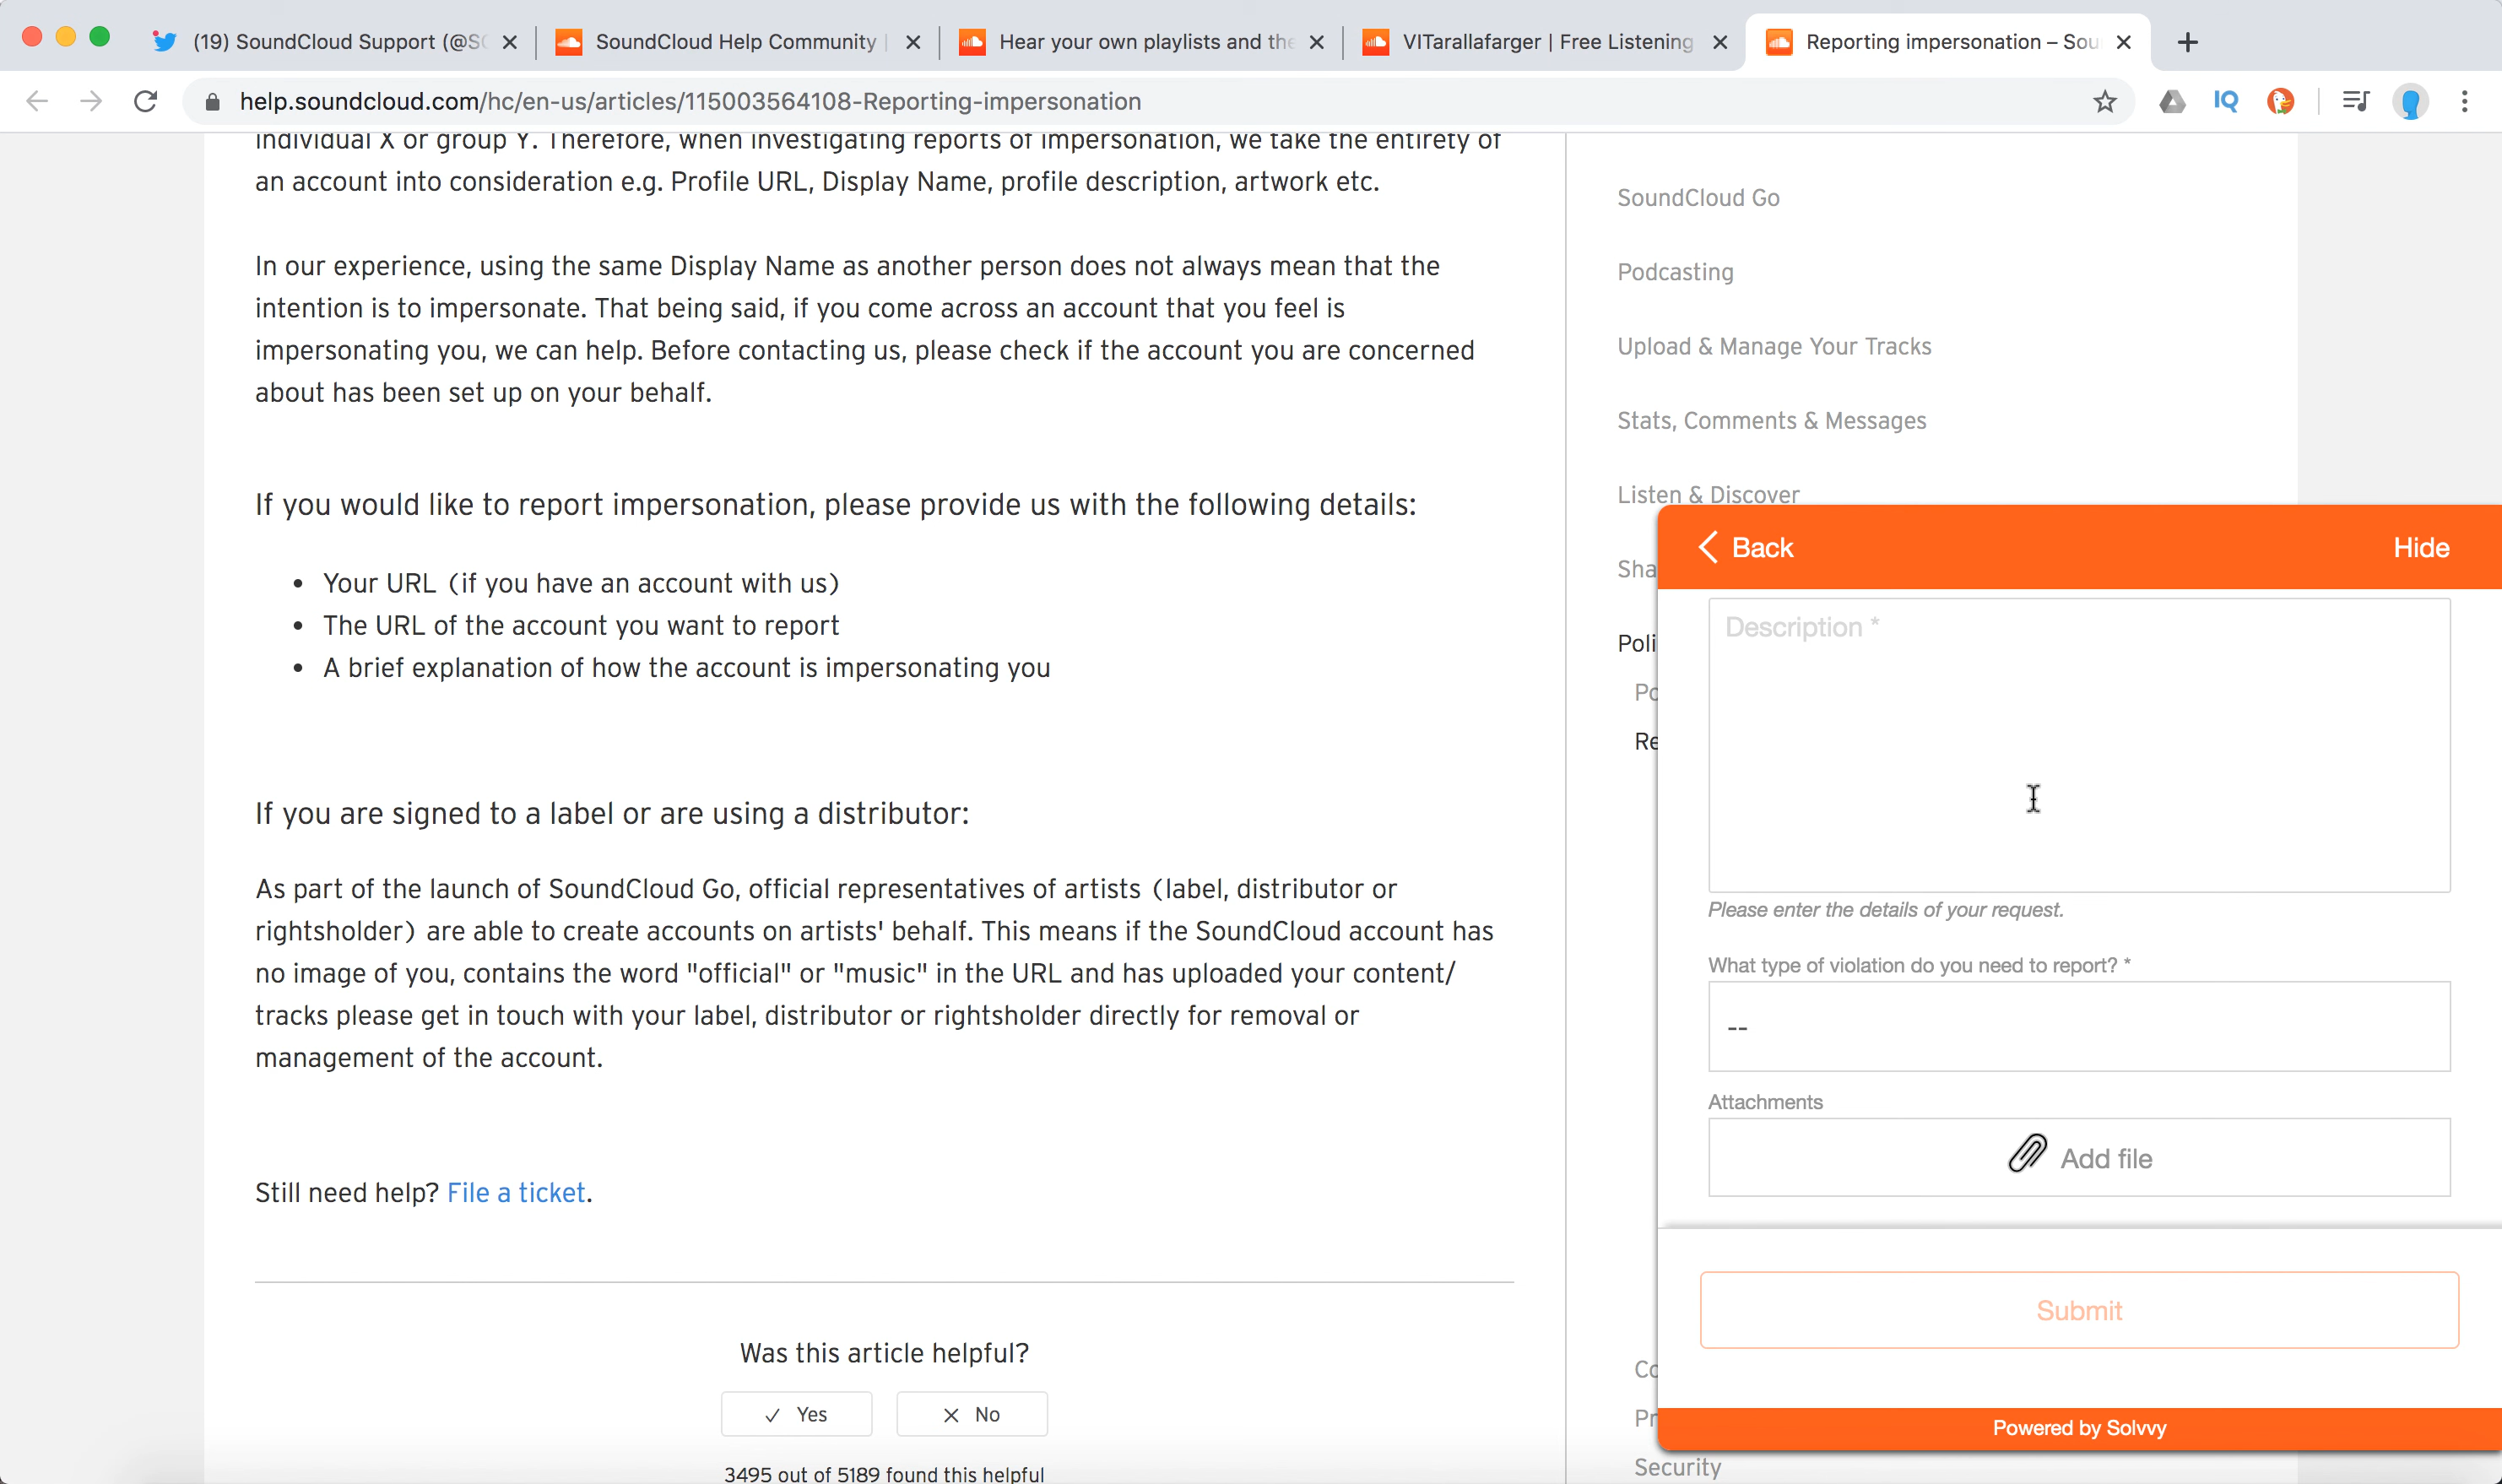 (19) SoundCloud Support (@SC
SoundCloud Help Community |
Hear your own playlists and the
VITarallafarger | Free Listening
Reporting impersonation – Sou
help.soundcloud.com/hc/en-us/articles/115003564108-Reporting-impersonation
IQ
individual X or group Y. Therefore, when investigating reports of impersonation, we take the entirety of
an account into consideration e.g. Profile URL, Display Name, profile description, artwork etc.
In our experience, using the same Display Name as another person does not always mean that the
intention is to impersonate. That being said, if you come across an account that you feel is
impersonating you, we can help. Before contacting us, please check if the account you are concerned
about has been set up on your behalf.
If you would like to report impersonation, please provide us with the following details:
• Your URL (if you have an account with us)
• The URL of the account you want to report
• A brief explanation of how the account is impersonating you
If you are signed to a label or are using a distributor:
As part of the launch of SoundCloud Go, official representatives of artists (label, distributor or
rightsholder) are able to create accounts on artists' behalf. This means if the SoundCloud account has
no image of you, contains the word "official" or "music" in the URL and has uploaded your content/
tracks please get in touch with your label, distributor or rightsholder directly for removal or
management of the account.
Still need help? File a ticket.
Was this article helpful?
Yes
No
3495 out of 5189 found this helpful
SoundCloud Go
Podcasting
Upload & Manage Your Tracks
Stats, Comments & Messages
Listen & Discover
Sha
Poli
Po
Re
Co
Pr
Security
Back
Hide
Description *
Please enter the details of your request.
What type of violation do you need to report? *
--
Attachments
Add file
Submit
Powered by Solvvy